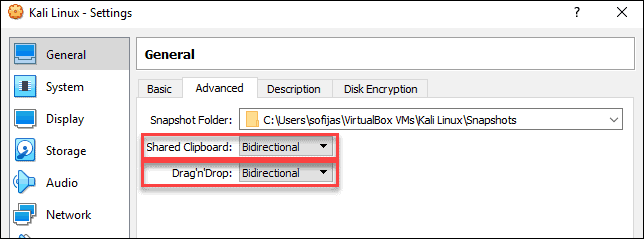 Kali Linux - Settings
? ×
General
System
Display
Storage
Audio
Network
General
Basic Advanced Description Disk Encryption
Snapshot Folder: C:\Users\sofijas\VirtualBox VMs\Kali Linux\Snapshots
Shared Clipboard: Bidirectional
Drag'n'Drop: Bidirectional